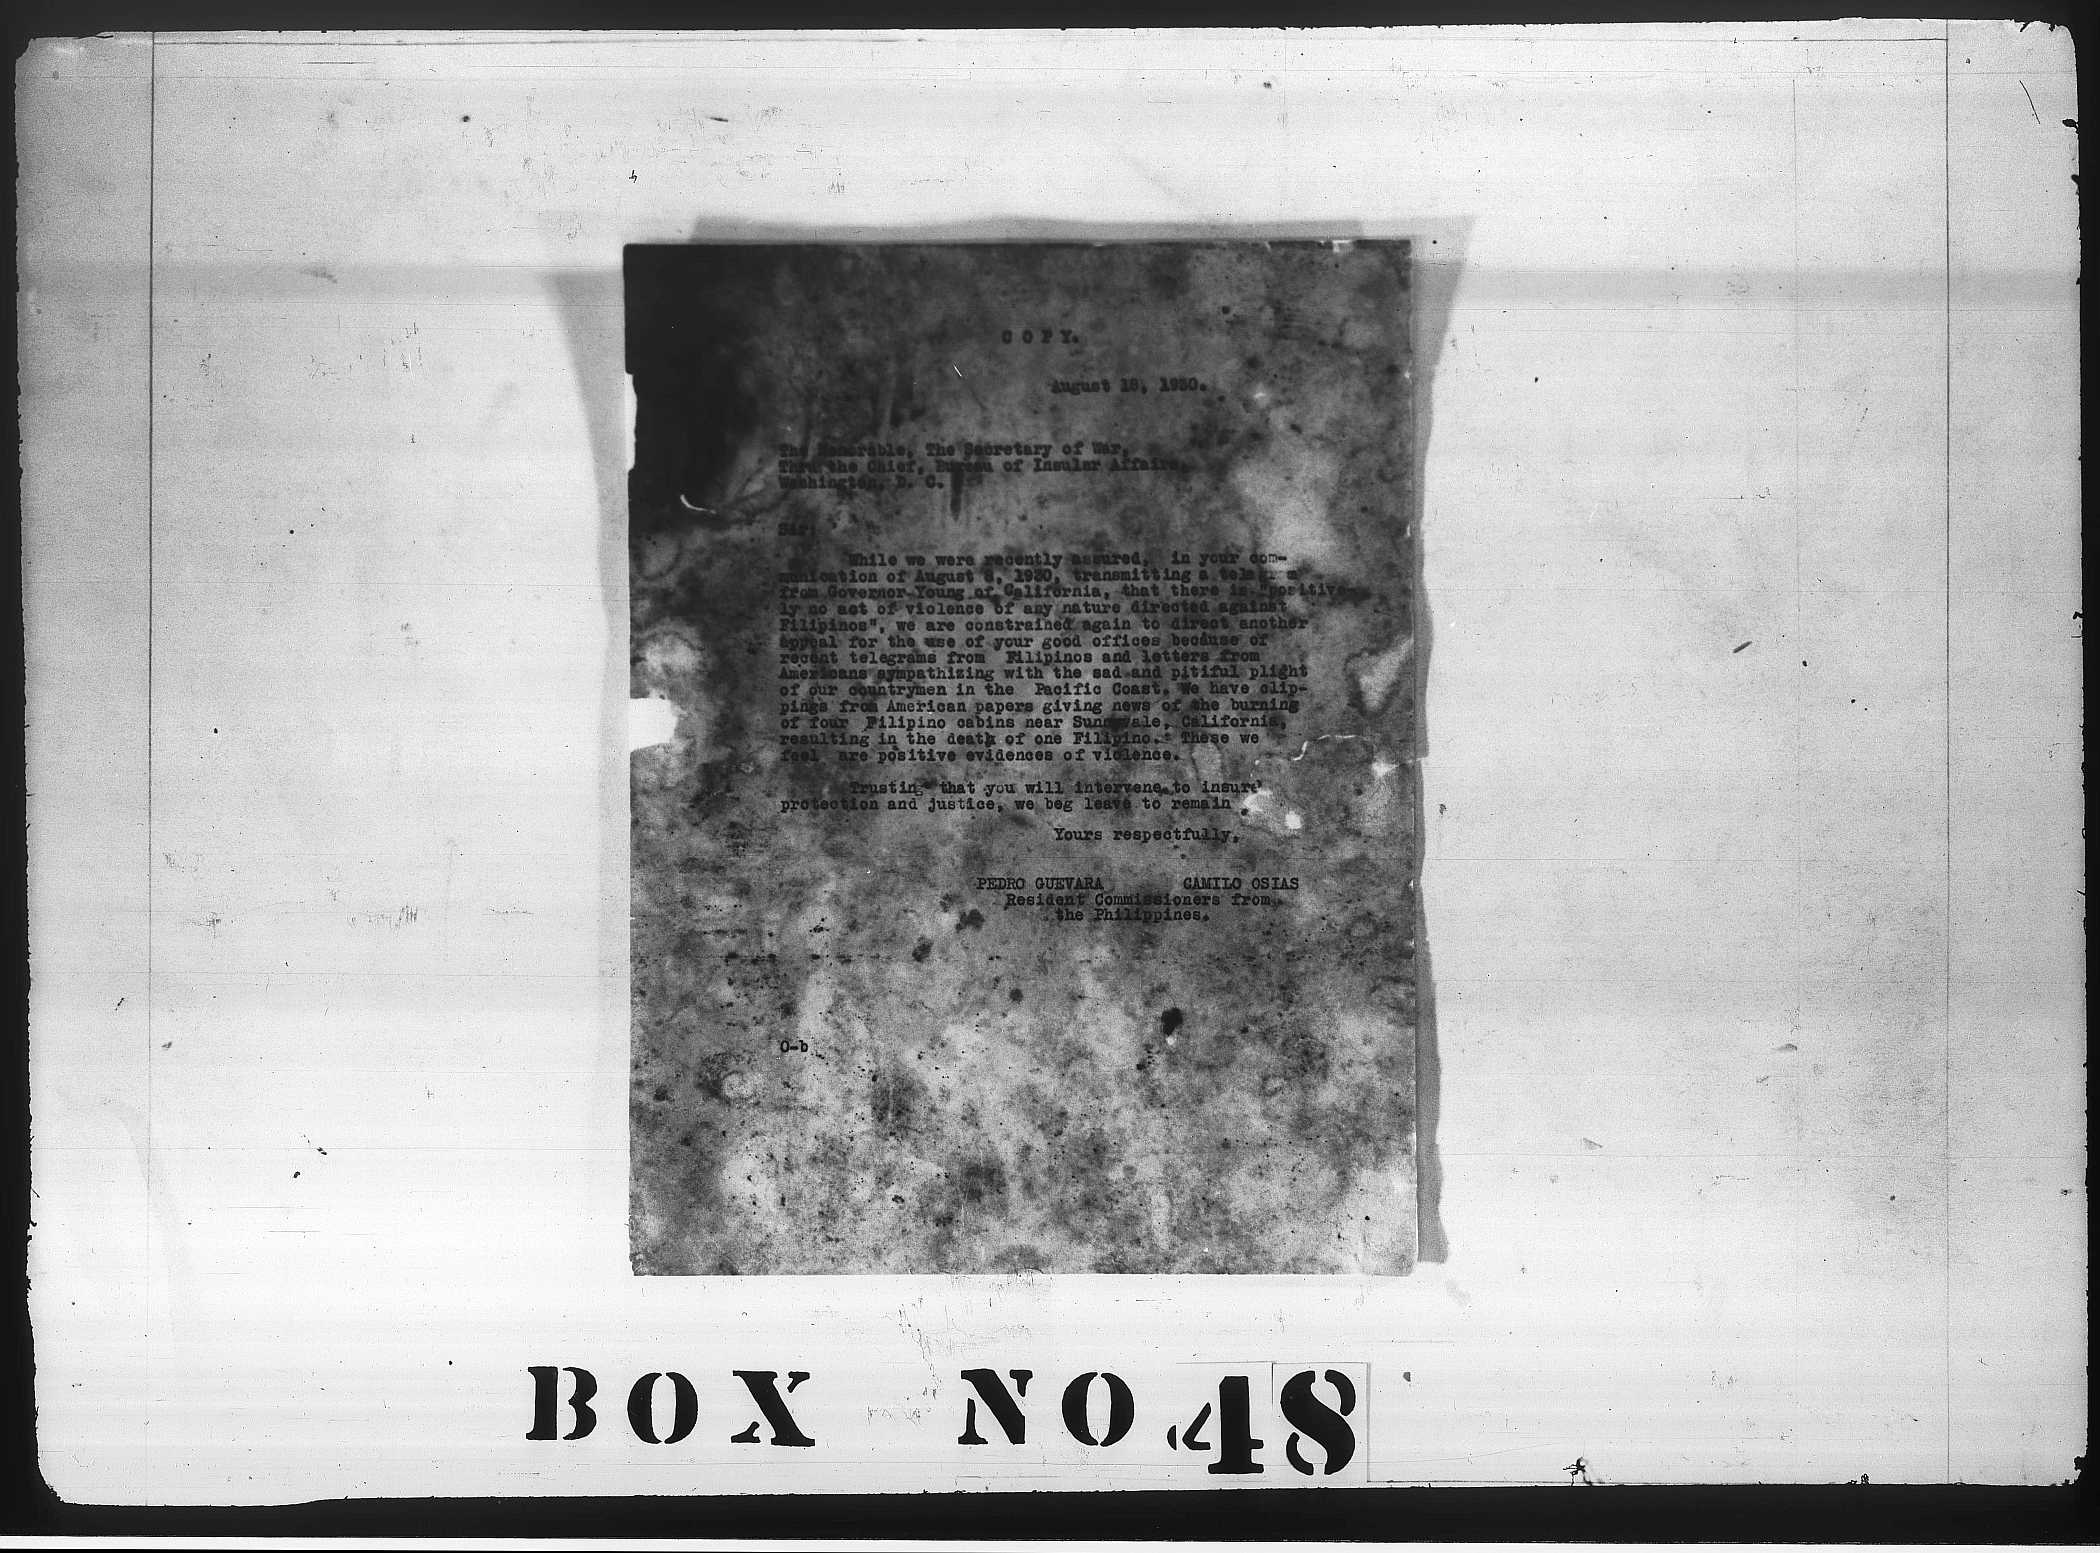 C O P Y.
August 18, 1930.
The Honorable, The Secretary of War,
Thru the Chief, Bureau of Insular Affairs,
Washington, D. C.
Sir:
While we were recently assured, in your com-
munication of August 8, 1930, transmitting a telegram
from Governor Young of California, that there is "positive-
ly no act of violence of any nature directed against
Filipinos", we are constrained again to direct another
appeal for the use of your good offices because of
recent telegrams from Filipinos and letters from
Americans sympathizing with the sad and pitiful plight
of our countrymen in the Pacific Coast. We have clip-
pings from American papers giving news of the burning
of four Filipino cabins near Sunnyvale, California,
resulting in the death of one Filipino. These we
feel are positive evidences of violence.
Trusting that you will intervene to insure
protection and justice, we beg leave to remain
Yours respectfully,
PEDRO GUEVARA CAMILO OSIAS
Resident Commissioners from
the Philippines.
O-b
BOX NO 48